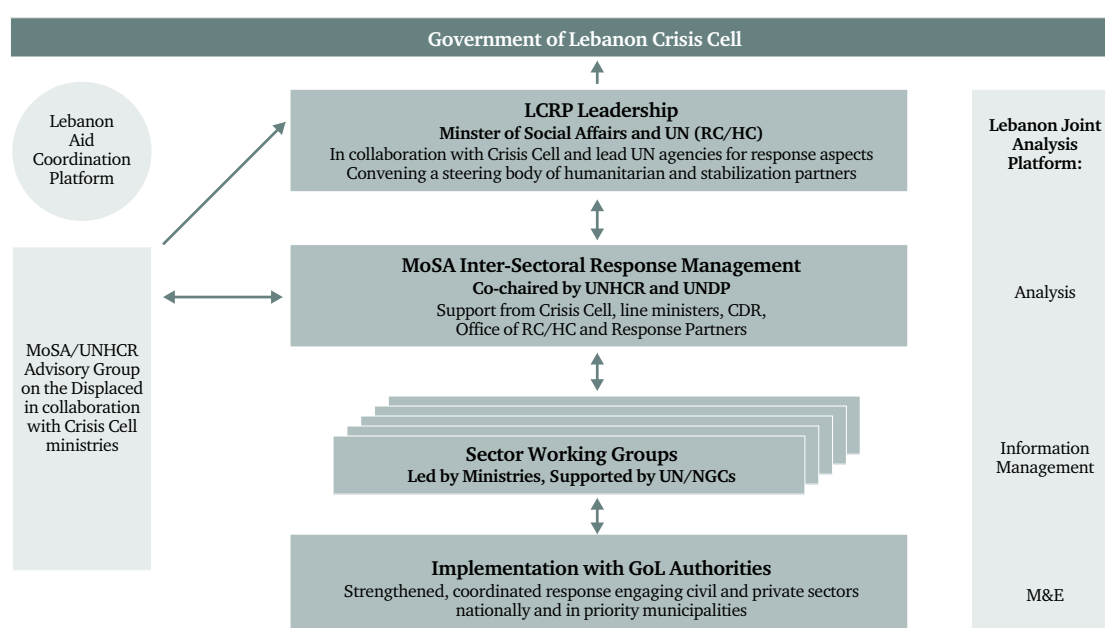 Government of Lebanon Crisis Cell
Lebanon
Aid
Coordination
Platform
LCRP Leadership
Minster of Social Affairs and UN (RC/HC)
In collaboration with Crisis Cell and lead UN agencies for response aspects
Convening a steering body of humanitarian and stabilization partners
MoSA Inter-Sectoral Response Management
Co-chaired by UNHCR and UNDP
Support from Crisis Cell, line ministers, CDR,
Office of RC/HC and Response Partners
MoSA/UNHCR
Advisory Group
on the Displaced
in collaboration
with Crisis Cell
ministries
Sector Working Groups
Led by Ministries, Supported by UN/NGCs
Implementation with GoL Authorities
Strengthened, coordinated response engaging civil and private sectors
nationally and in priority municipalities
Lebanon Joint
Analysis
Platform:
Analysis
Information
Management
M&E